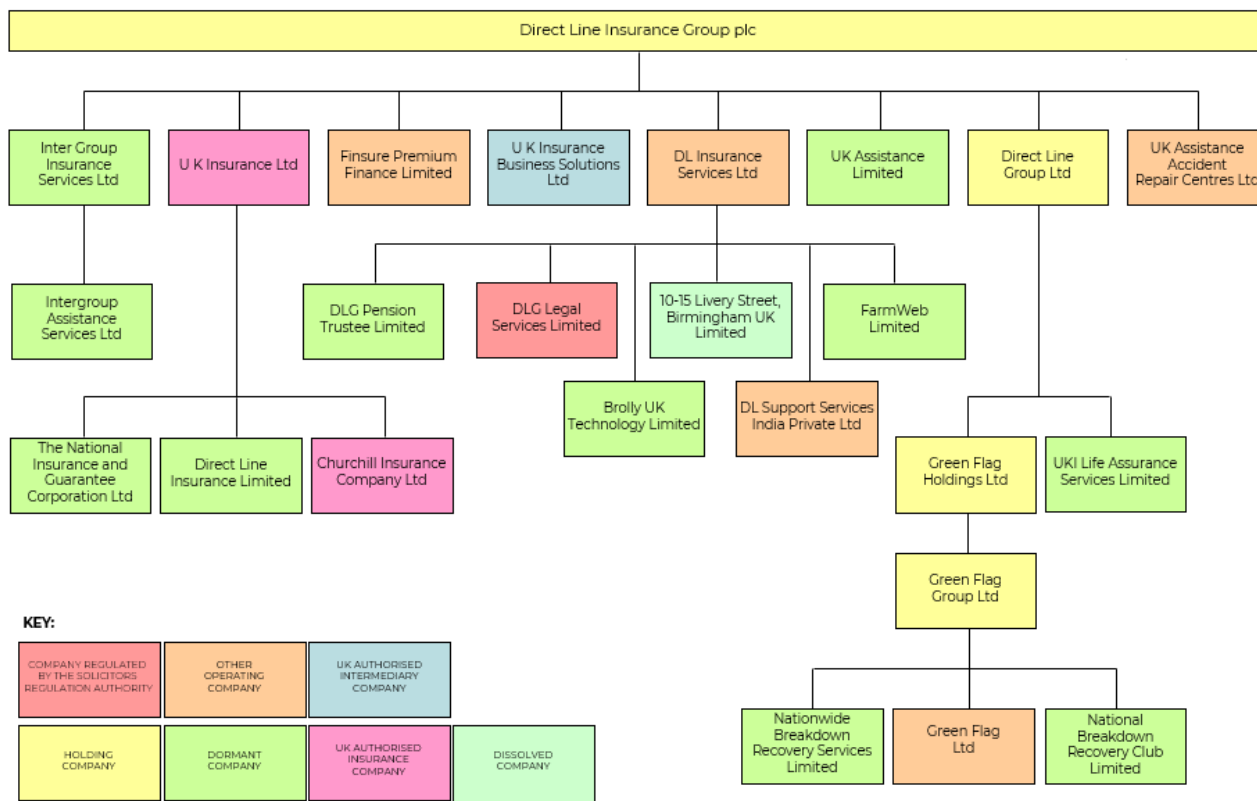 Direct Line Insurance Group plc
Inter Group
Insurance
Services Ltd
U K Insurance Ltd
Finsure Premium
Finance Limited
U K Insurance
Business Solutions
Ltd
DL Insurance
Services Ltd
UK Assistance
Limited
Direct Line
Group Ltd
UK Assistance
Accident
Repair Centres Ltd
Intergroup
Assistance
Services Ltd
DLG Pension
Trustee Limited
DLG Legal
Services Limited
10-15 Livery Street,
Birmingham UK
Limited
FarmWeb
Limited
Brolly UK
Technology Limited
DL Support Services
India Private Ltd
The National
Insurance and
Guarantee
Corporation Ltd
Direct Line
Insurance Limited
Churchill Insurance
Company Ltd
Green Flag
Holdings Ltd
UKI Life Assurance
Services Limited
Green Flag
Group Ltd
Nationwide
Breakdown
Recovery Services
Limited
Green Flag
Ltd
National
Breakdown
Recovery Club
Limited
KEY:
COMPANY REGULATED
BY THE SOLICITORS
REGULATION AUTHORITY
OTHER
OPERATING
COMPANY
UK AUTHORISED
INTERMEDIARY
COMPANY
HOLDING
COMPANY
DORMANT
COMPANY
UK AUTHORISED
INSURANCE
COMPANY
DISSOLVED
COMPANY